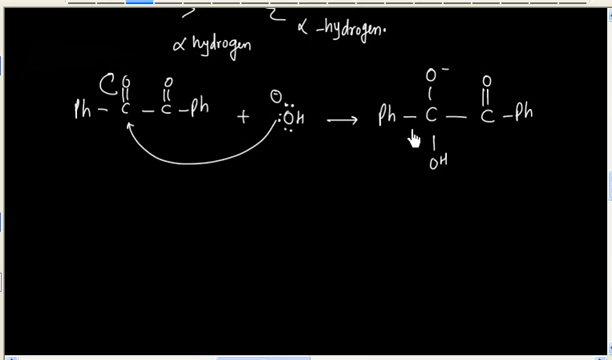 α hydrogen
α -hydrogen.
O O
Ph - C - C - Ph + :OH → Ph - C - C - Ph
O⁻ O
OH